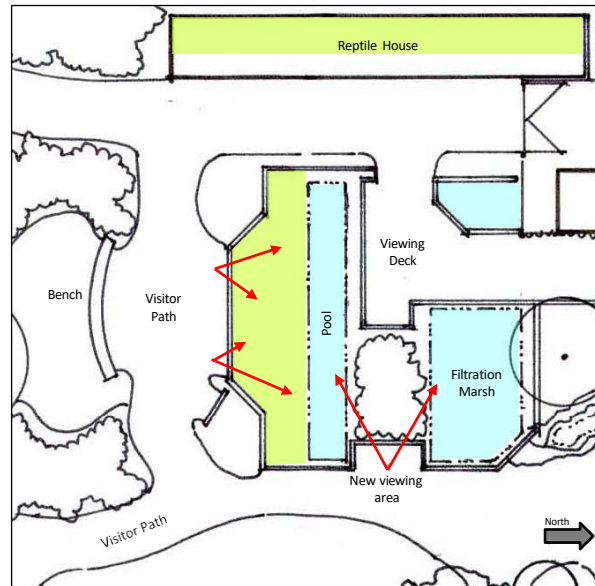 Reptile House
Viewing
Deck
Bench
Visitor
Path
Pool
Filtration
Marsh
New viewing
area
Visitor Path
North